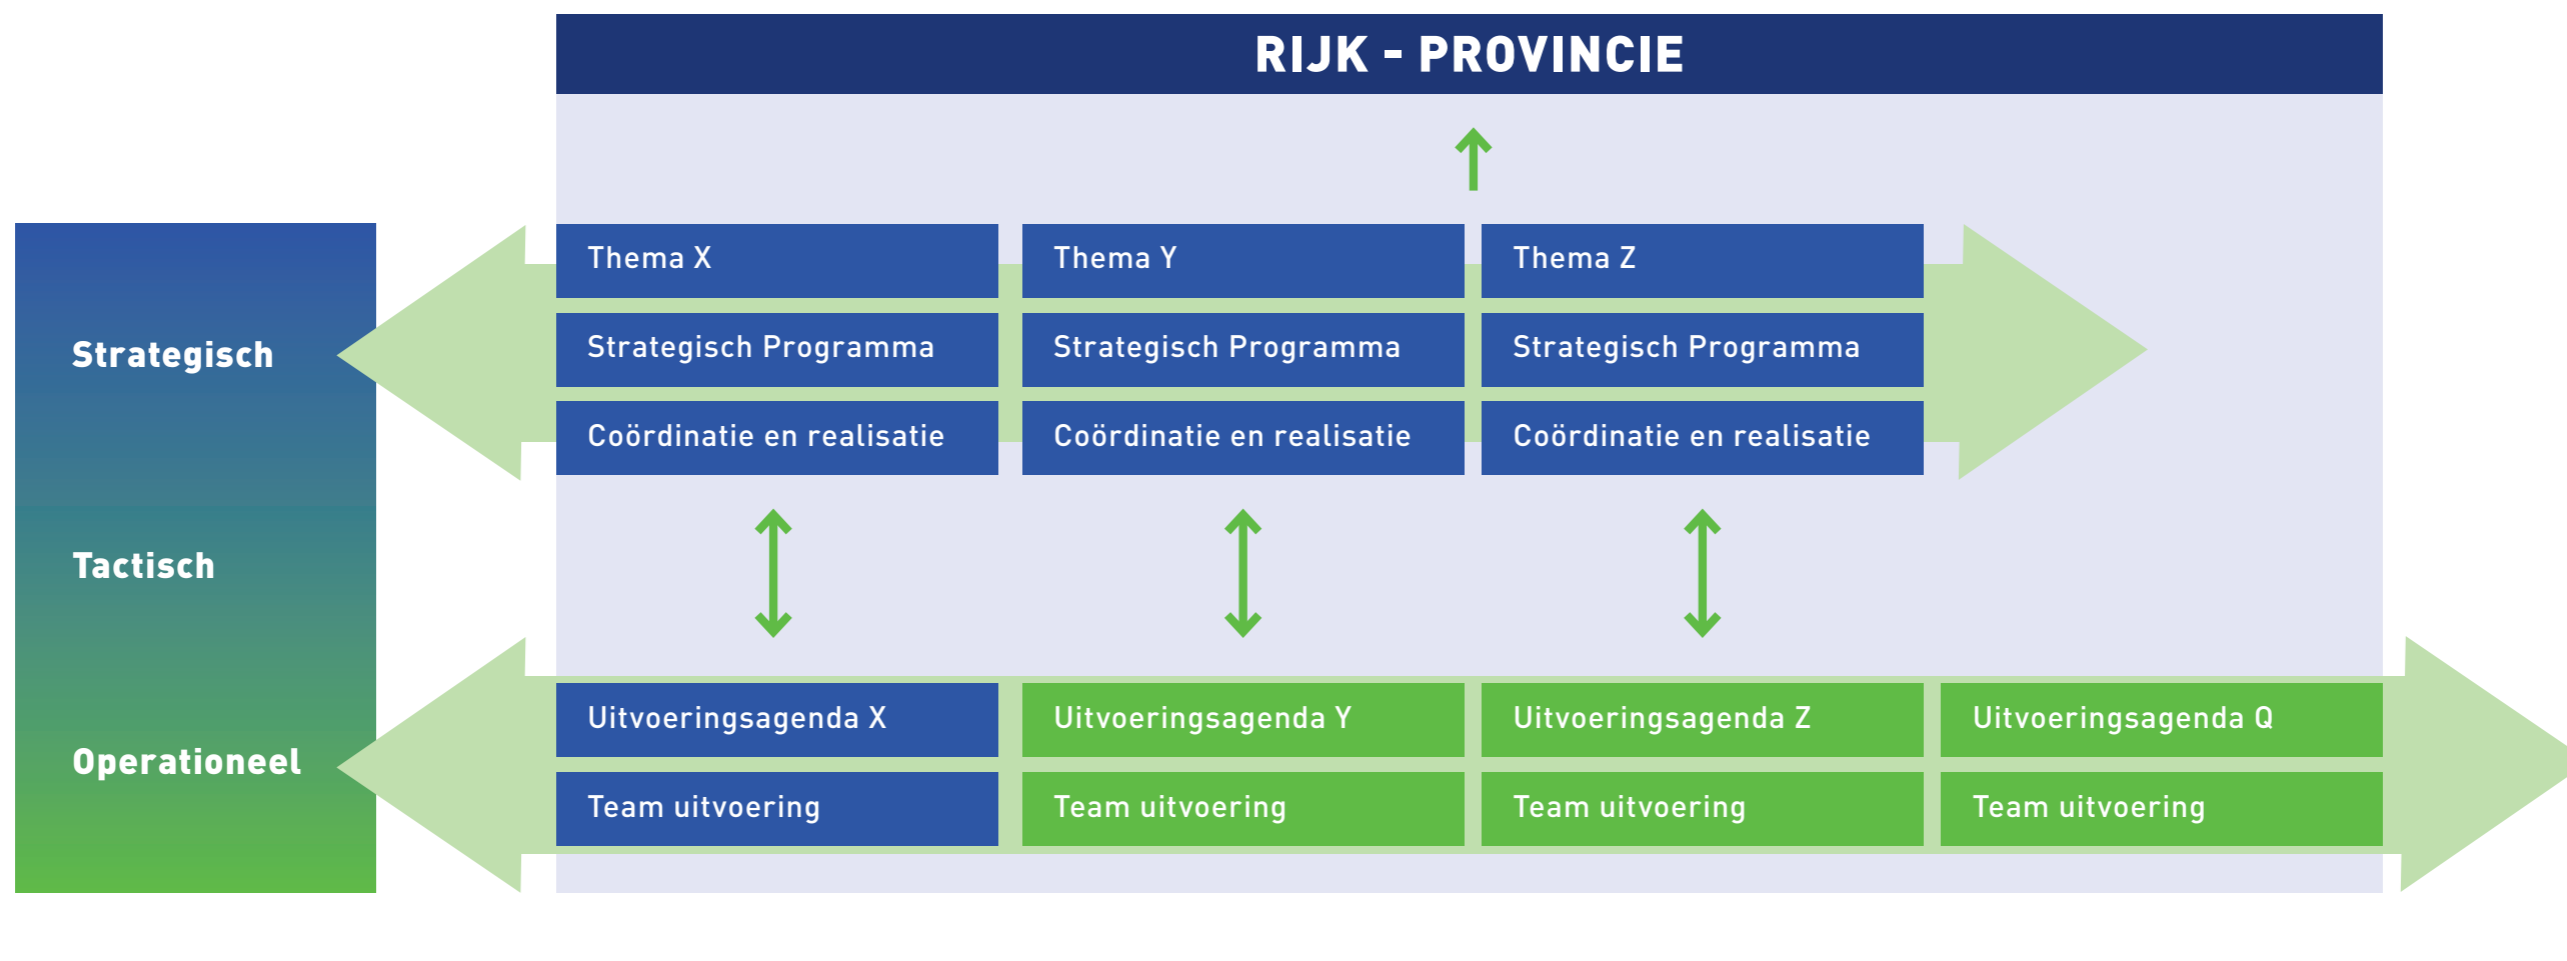 RIJK - PROVINCIE
Thema X
Thema Y
Thema Z
Strategisch
Strategisch Programma
Strategisch Programma
Strategisch Programma
Coördinatie en realisatie
Coördinatie en realisatie
Coördinatie en realisatie
Tactisch
Operationeel
Uitvoeringsagenda X
Uitvoeringsagenda Y
Uitvoeringsagenda Z
Uitvoeringsagenda Q
Team uitvoering
Team uitvoering
Team uitvoering
Team uitvoering